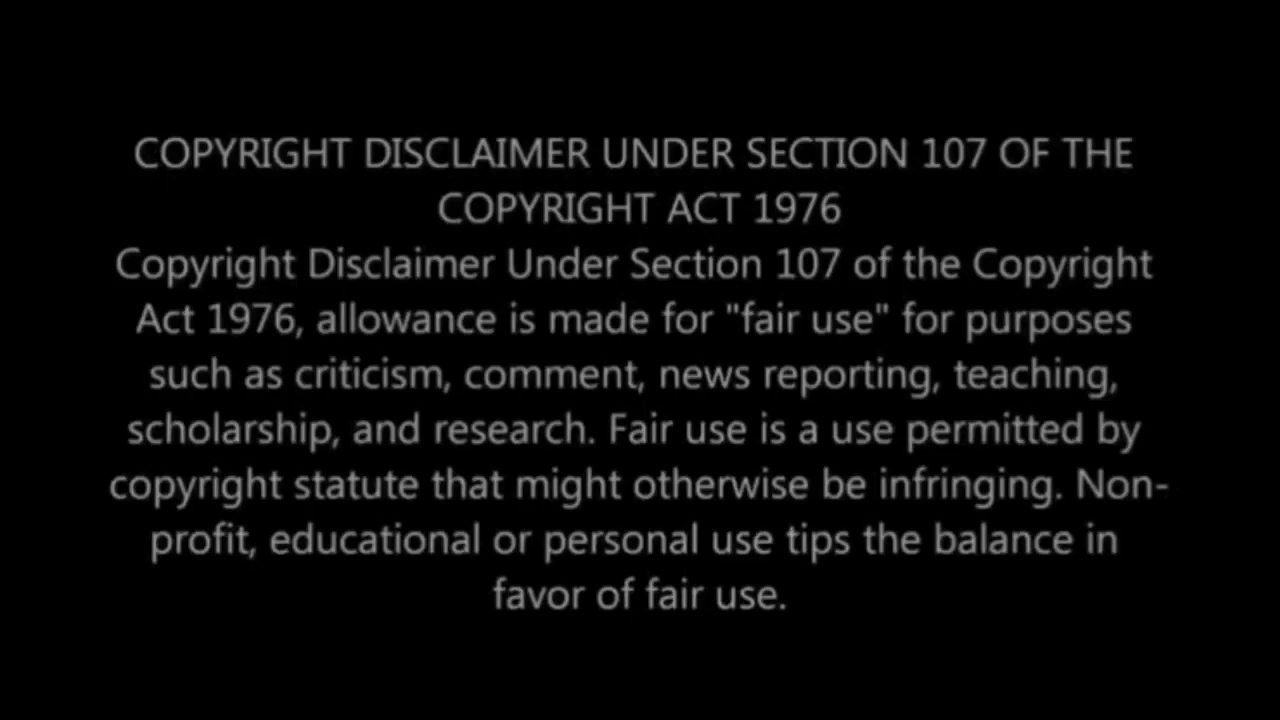 COPYRIGHT DISCLAIMER UNDER SECTION 107 OF THE
COPYRIGHT ACT 1976
Copyright Disclaimer Under Section 107 of the Copyright
Act 1976, allowance is made for "fair use" for purposes
such as criticism, comment, news reporting, teaching,
scholarship, and research. Fair use is a use permitted by
copyright statute that might otherwise be infringing. Non-
profit, educational or personal use tips the balance in
favor of fair use.